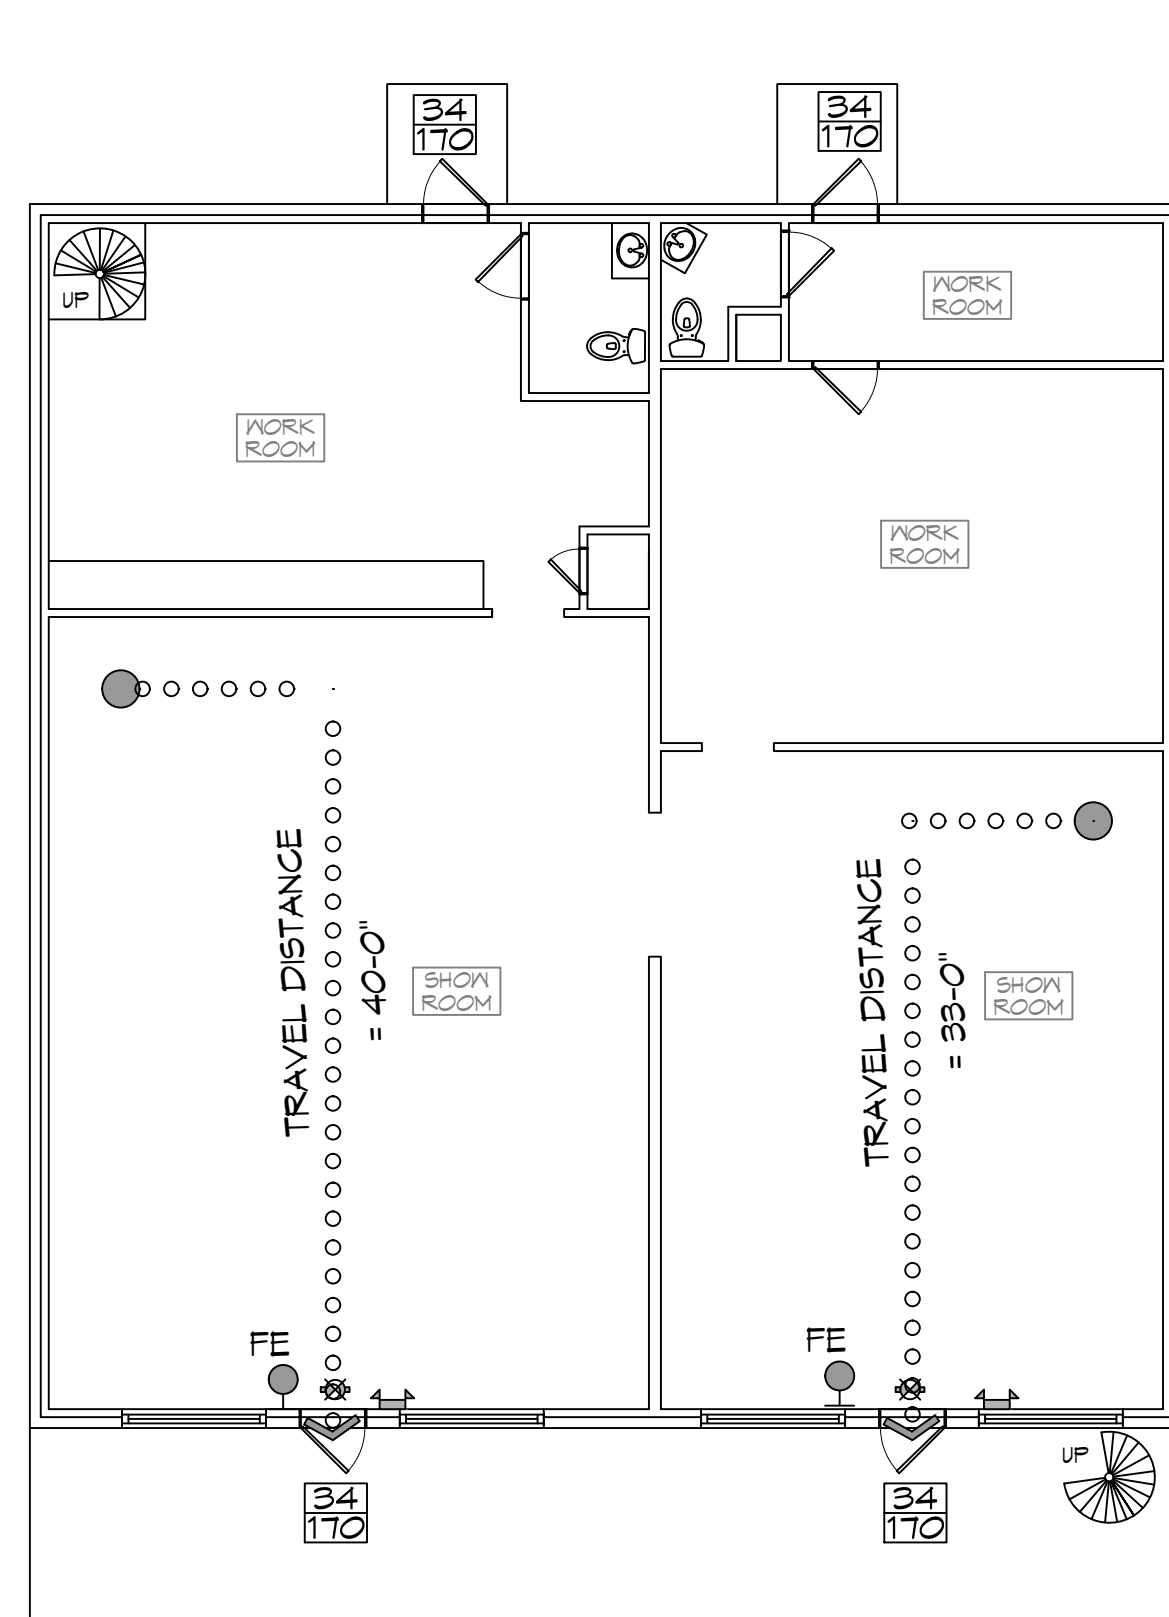 34
170
34
170
UP
WORK
ROOM
WORK
ROOM
WORK
ROOM
TRAVEL DISTANCE
= 40-0"
SHOW
ROOM
TRAVEL DISTANCE
= 33-0"
SHOW
ROOM
FE
FE
UP
34
170
34
170